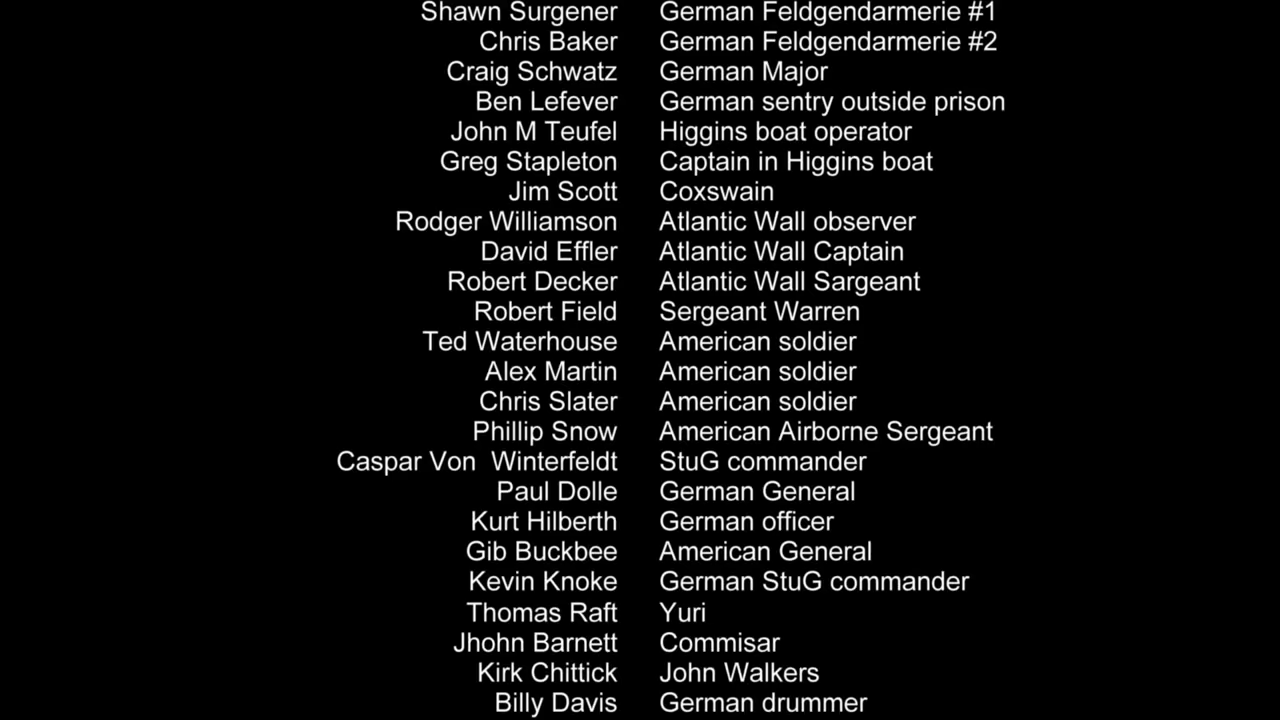 Shawn Surgener German Feldgendarmerie #1
Chris Baker German Feldgendarmerie #2
Craig Schwatz German Major
Ben Lefever German sentry outside prison
John M Teufel Higgins boat operator
Greg Stapleton Captain in Higgins boat
Jim Scott Coxswain
Rodger Williamson Atlantic Wall observer
David Effler Atlantic Wall Captain
Robert Decker Atlantic Wall Sargeant
Robert Field Sergeant Warren
Ted Waterhouse American soldier
Alex Martin American soldier
Chris Slater American soldier
Phillip Snow American Airborne Sergeant
Caspar Von Winterfeldt StuG commander
Paul Dolle German General
Kurt Hilberth German officer
Gib Buckbee American General
Kevin Knoke German StuG commander
Thomas Raft Yuri
Jhohn Barnett Commisar
Kirk Chittick John Walkers
Billy Davis German drummer